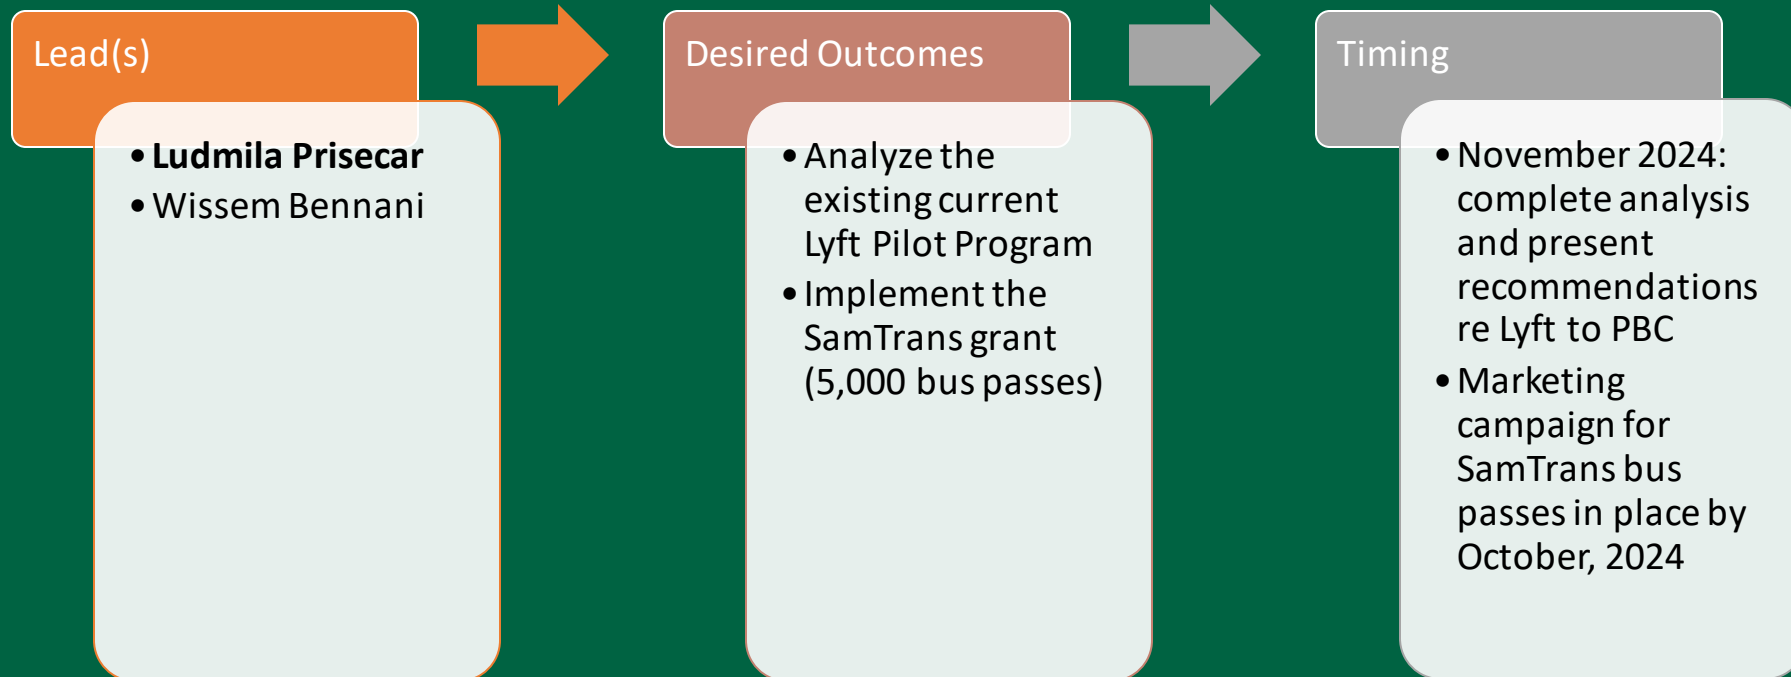 Lead(s)
• Ludmila Prisecar
• Wissem Bennani
Desired Outcomes
• Analyze the
existing current
Lyft Pilot Program
• Implement the
SamTrans grant
(5,000 bus passes)
Timing
• November 2024:
complete analysis
and present
recommendations
re Lyft to PBC
• Marketing
campaign for
SamTrans bus
passes in place by
October, 2024